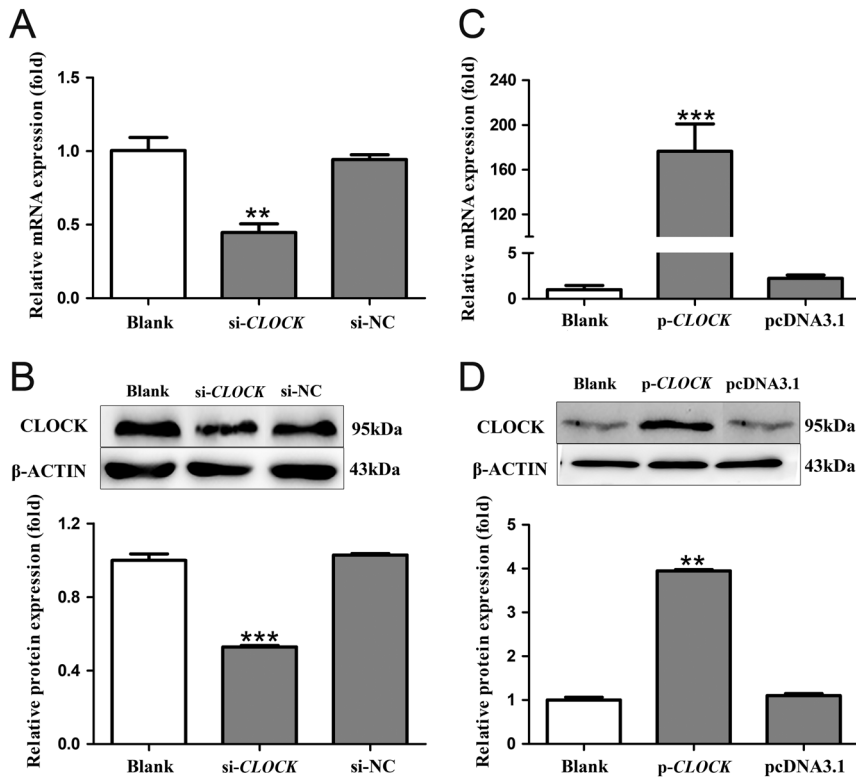 A
Relative mRNA expression (fold)
1.5
1.0
0.5
0.0
**
Blank si-CLOCK si-NC
C
Relative mRNA expression (fold)
240
200
160
120
5
0
***
Blank p-CLOCK pcDNA3.1
B
Blank si-CLOCK si-NC
CLOCK 95kDa
β-ACTIN 43kDa
Relative protein expression (fold)
1.2
0.8
0.4
0.0
***
Blank si-CLOCK si-NC
D
Blank p-CLOCK pcDNA3.1
CLOCK 95kDa
β-ACTIN 43kDa
Relative protein expression (fold)
5
4
3
2
1
0
**
Blank p-CLOCK pcDNA3.1